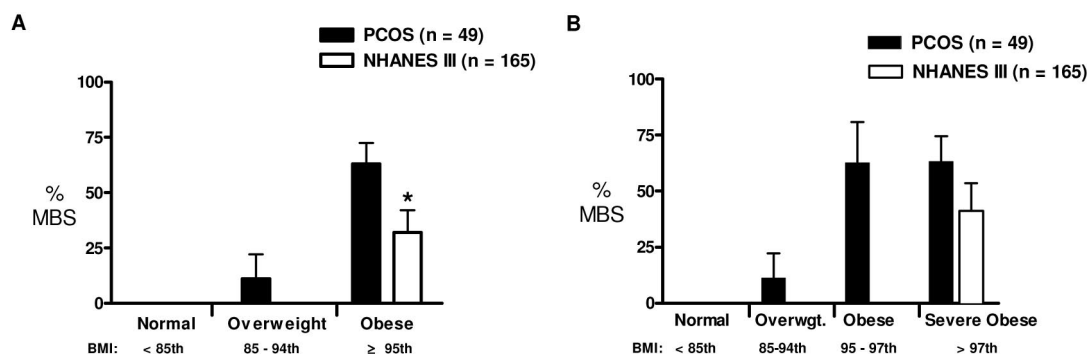 A
PCOS (n = 49)
NHANES III (n = 165)
100
75
50
25
0
%
MBS
*
Normal Overweight Obese
BMI: < 85th 85 - 94th ≥ 95th
B
PCOS (n = 49)
NHANES III (n = 165)
100
75
50
25
0
%
MBS
Normal Overwgt. Obese Severe Obese
BMI: < 85th 85-94th 95 - 97th > 97th